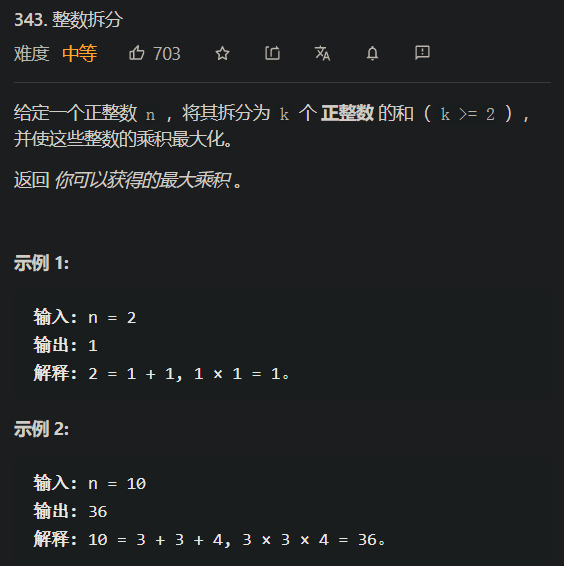 343. 整数拆分
难度 中等 703
给定一个正整数 n ，将其拆分为 k 个 正整数 的和（ k >= 2 ），
并使这些整数的乘积最大化。
返回 你可以获得的最大乘积 。
示例 1:
输入: n = 2
输出: 1
解释: 2 = 1 + 1, 1 × 1 = 1。
示例 2:
输入: n = 10
输出: 36
解释: 10 = 3 + 3 + 4, 3 × 3 × 4 = 36。